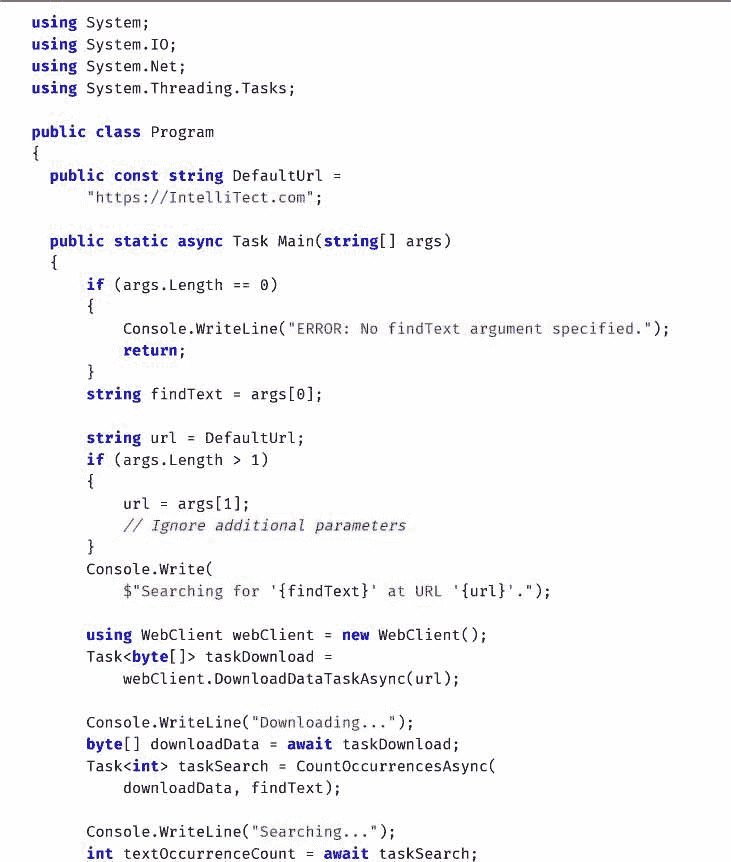 using System;
using System.IO;
using System.Net;
using System.Threading.Tasks;

public class Program
{
  public const string DefaultUrl =
      "https://IntelliTect.com";

  public static async Task Main(string[] args)
  {
      if (args.Length == 0)
      {
          Console.WriteLine("ERROR: No findText argument specified.");
          return;
      }
      string findText = args[0];

      string url = DefaultUrl;
      if (args.Length > 1)
      {
          url = args[1];
          // Ignore additional parameters
      }
      Console.Write(
          $"Searching for '{findText}' at URL '{url}'.");

      using WebClient webClient = new WebClient();
      Task<byte[]> taskDownload =
          webClient.DownloadDataTaskAsync(url);

      Console.WriteLine("Downloading...");
      byte[] downloadData = await taskDownload;
      Task<int> taskSearch = CountOccurrencesAsync(
          downloadData, findText);

      Console.WriteLine("Searching...");
      int textOccurrenceCount = await taskSearch;